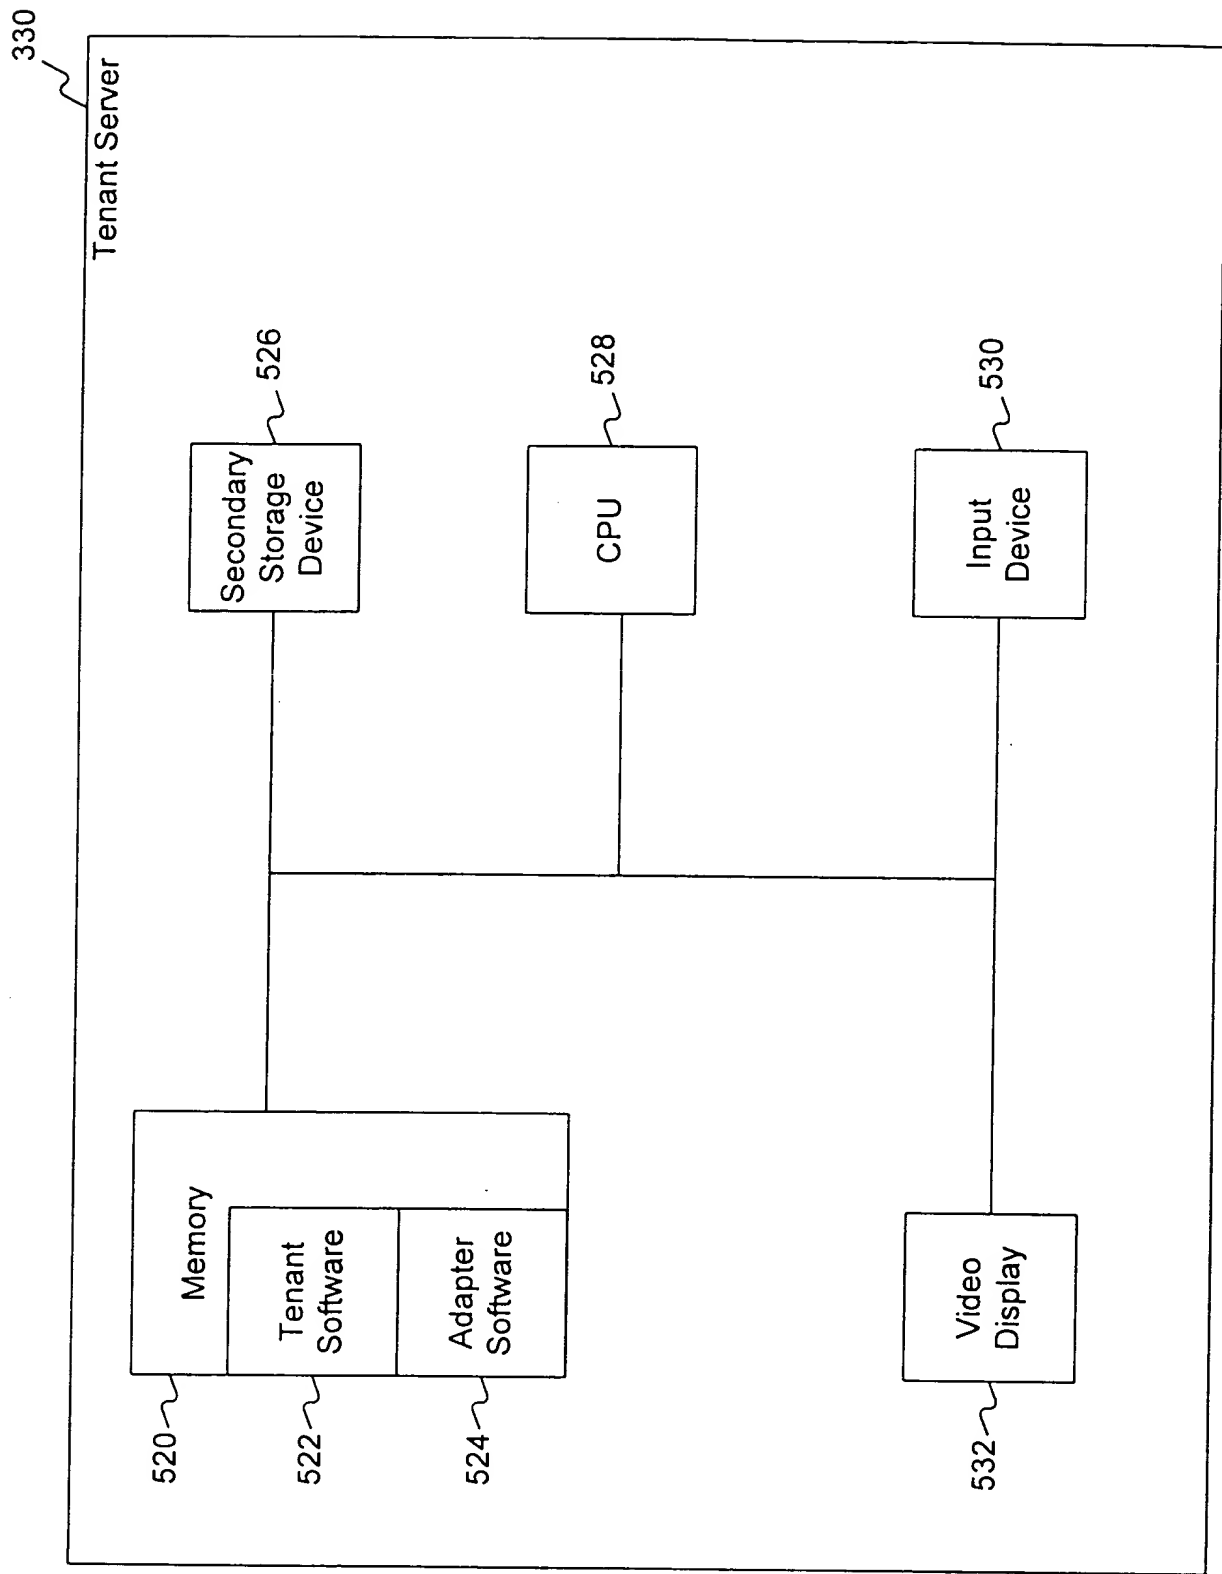 330
Tenant Server
520
Memory
522
Tenant
Software
524
Adapter
Software
Secondary
Storage
Device
526
CPU
528
532
Video
Display
Input
Device
530